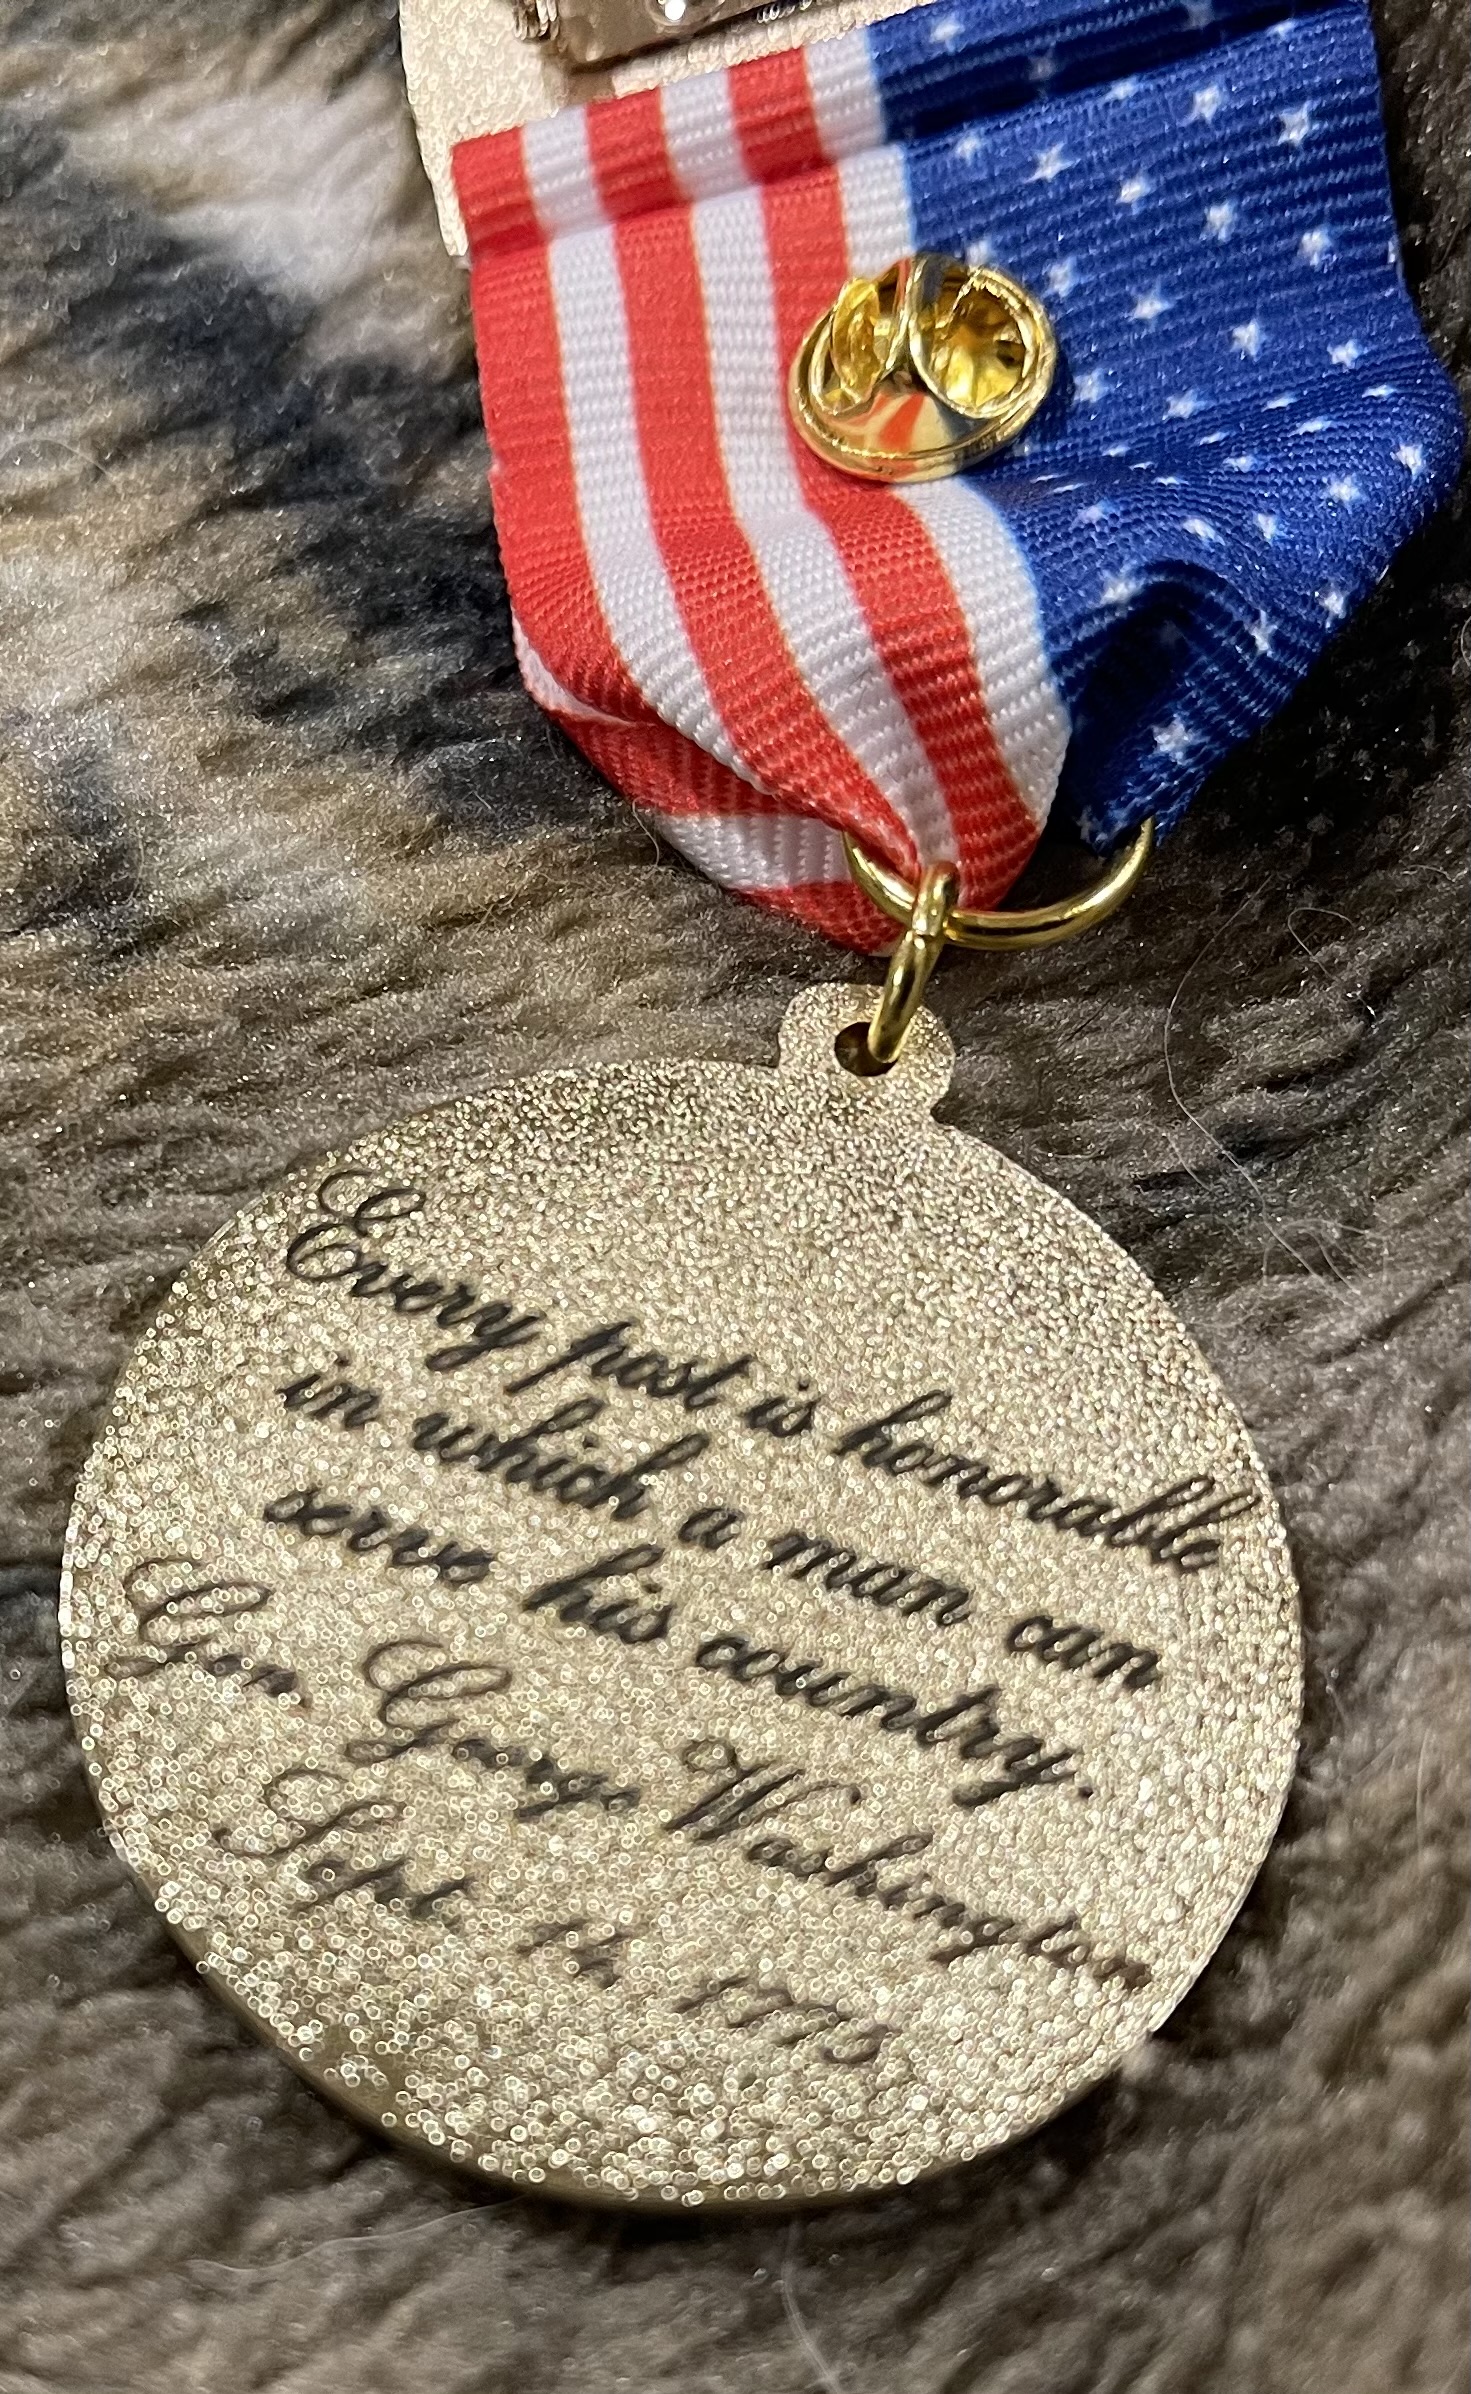 Every post is honorable
in which a man can
serve his country.
Gen. George Washington
Sept. 14, 1775